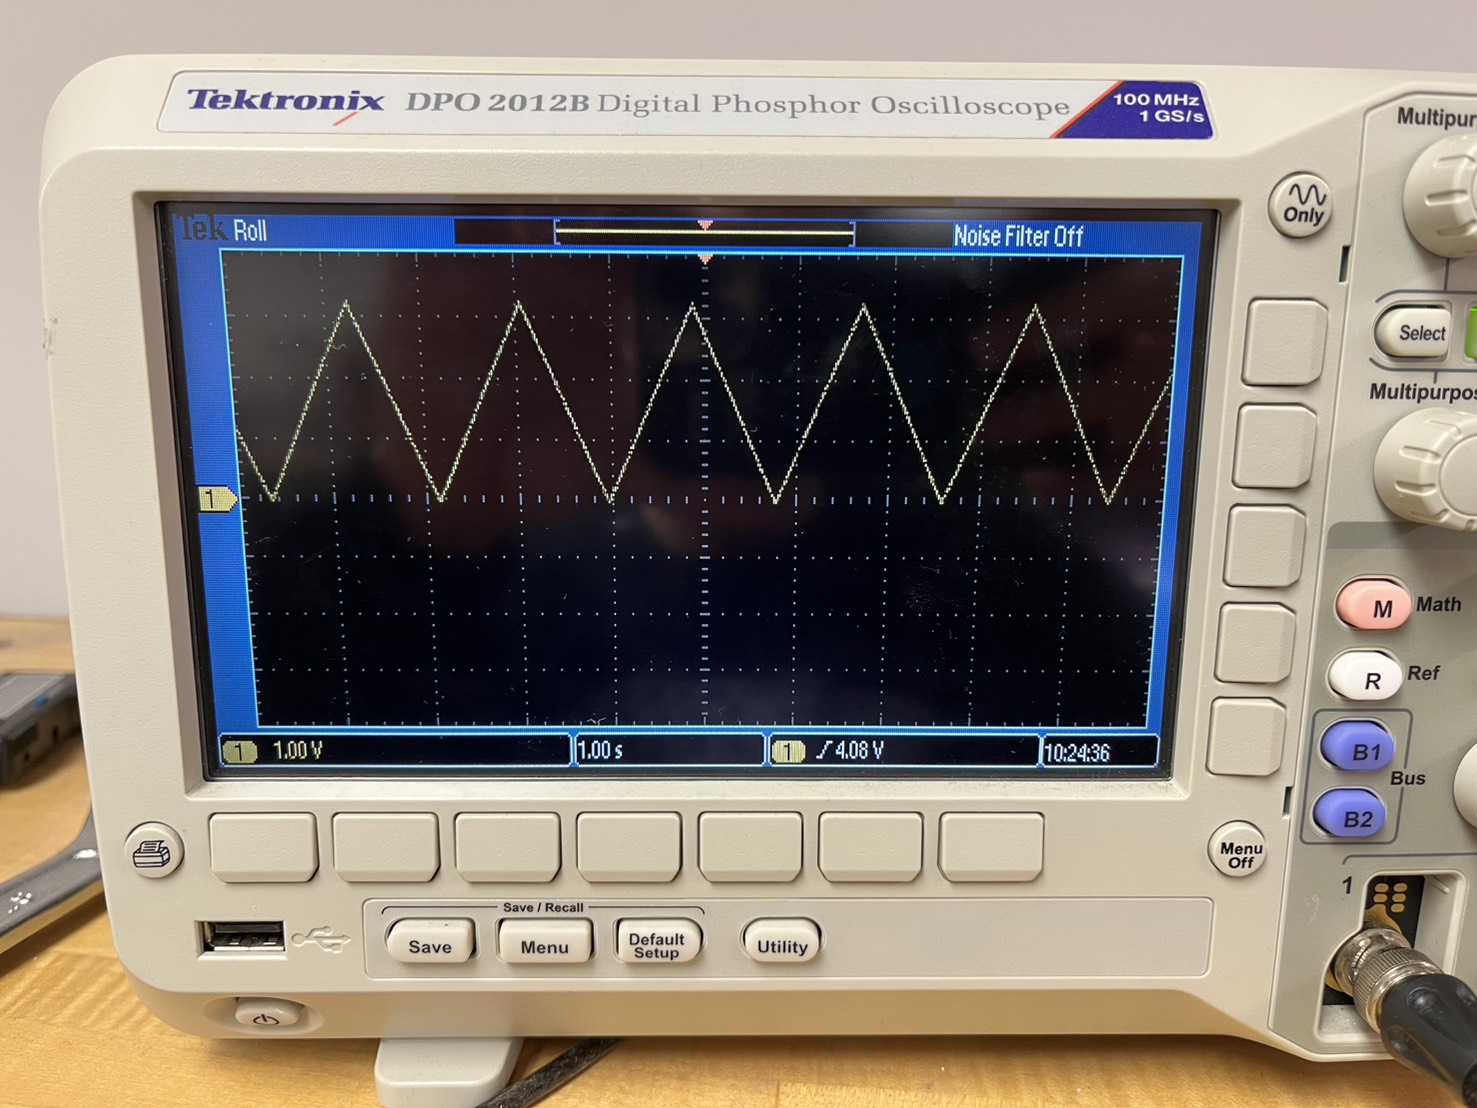 Tektronix DPO 2012B Digital Phosphor Oscilloscope
100 MHz
1 GS/s
Tek Roll
Noise Filter Off
1
1 1.00 V
1.00 s
1 4.08 V
10:24:36
Only
Select
M Math
R Ref
B1
Bus
B2
Menu
Off
1
Save / Recall
Save
Menu
Default
Setup
Utility